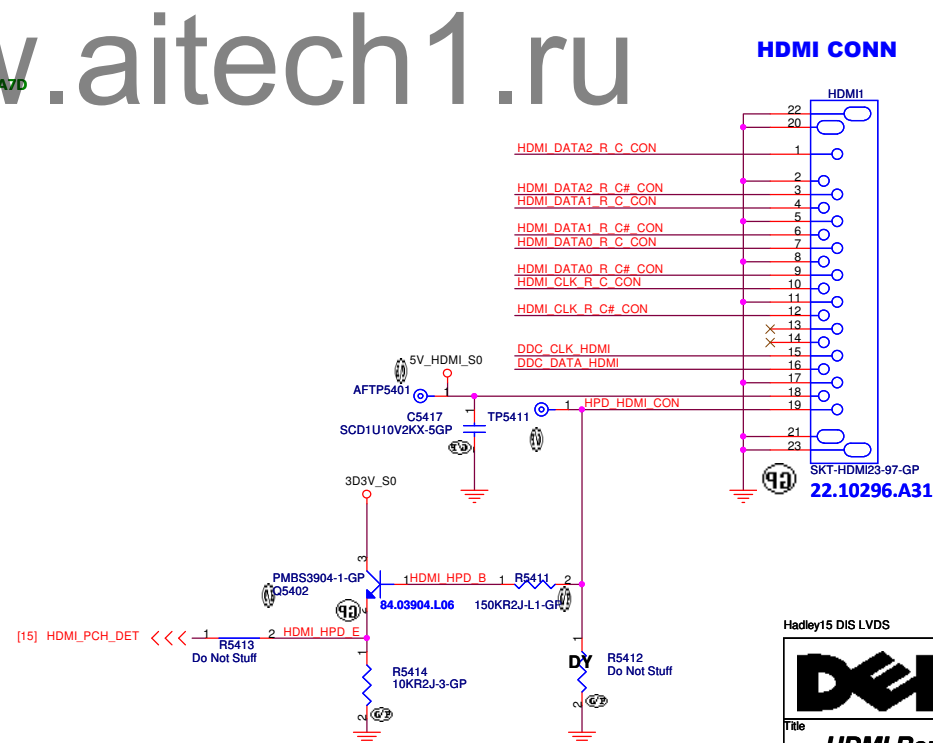 w.aitech1.ru
A7D
HDMI CONN
HDMI1
22
20
HDMI_DATA2_R_C_CON 1
2
HDMI_DATA2_R_C#_CON 3
HDMI_DATA1_R_C_CON 4
5
HDMI_DATA1_R_C#_CON 6
HDMI_DATA0_R_C_CON 7
8
HDMI_DATA0_R_C#_CON 9
HDMI_CLK_R_C_CON 10
11
HDMI_CLK_R_C#_CON 12
13
14
DDC_CLK_HDMI 15
DDC_DATA_HDMI 16
17
18
HPD_HDMI_CON 19
21
23
SKT-HDMI23-97-GP
22.10296.A31
5V_HDMI_S0
AFTP5401 1
C5417
SCD1U10V2KX-5GP
1
2
TP5411 1
GP
3D3V_S0
3
PMBS3904-1-GP
Q5402
1 HDMI_HPD_B 1 R5411 2
84.03904.L06
150KR2J-L1-GP
GP
2
[15] HDMI_PCH_DET 1 2 HDMI_HPD_E
R5413
Do Not Stuff
1
R5414
10KR2J-3-GP
2
1
DY R5412
Do Not Stuff
2
Hadley15 DIS LVDS
Title